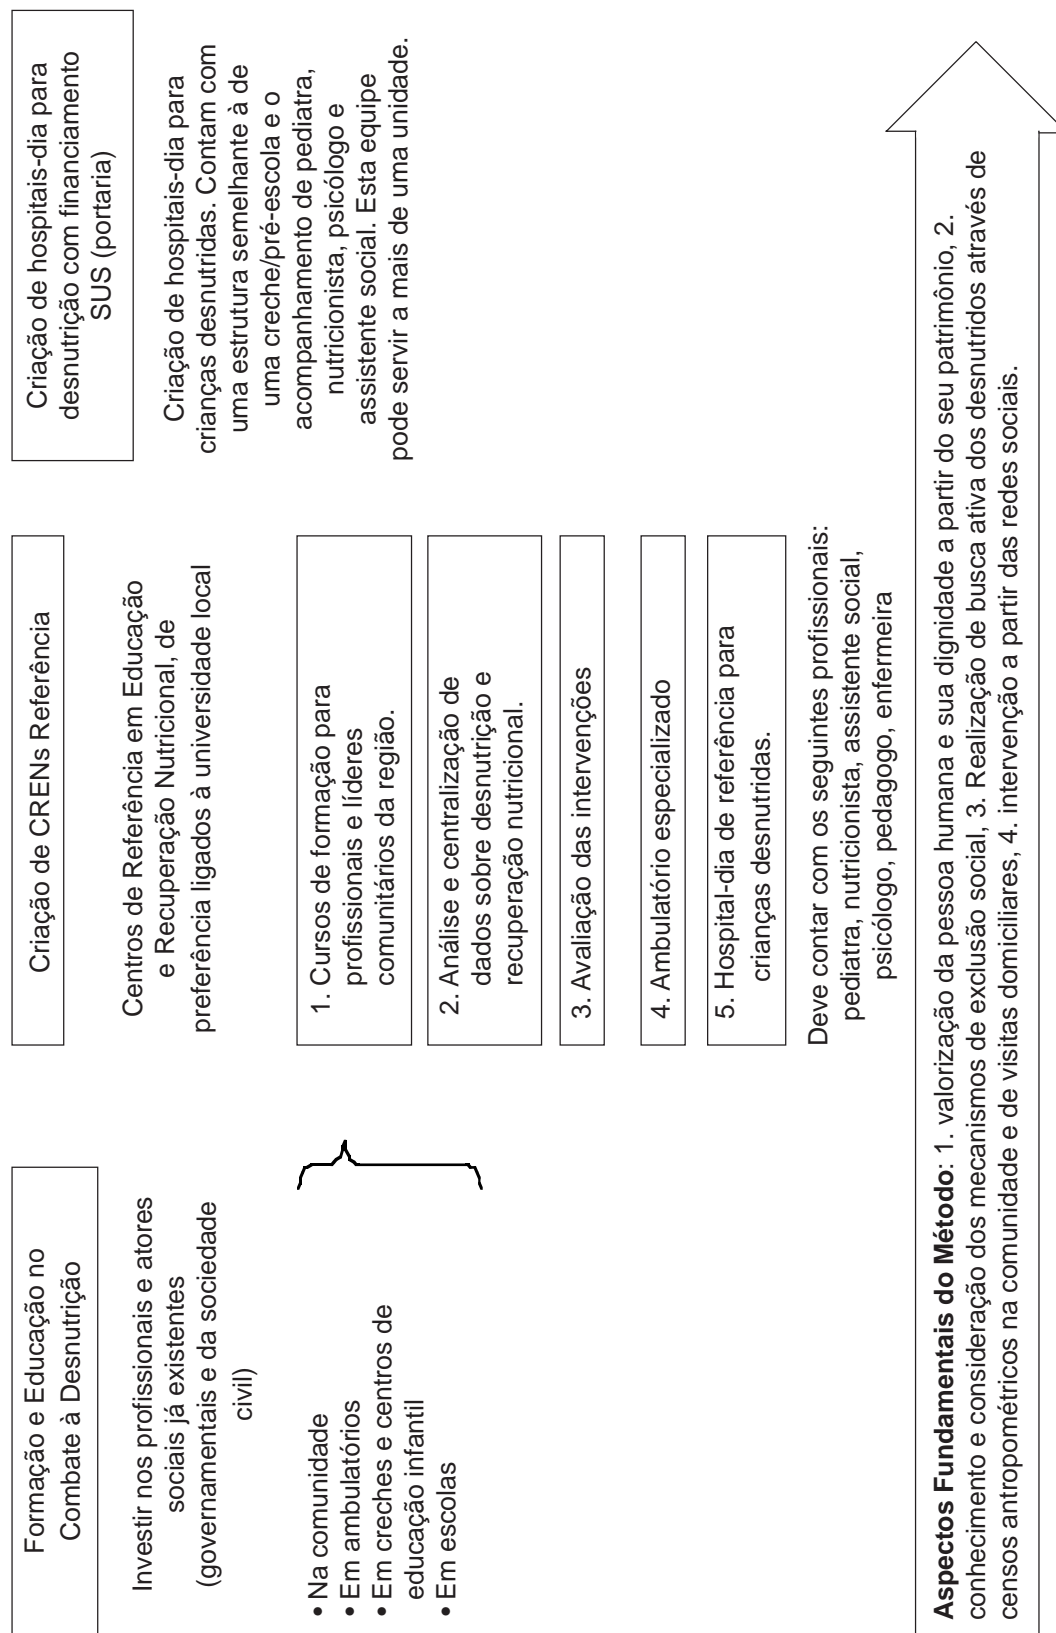 Formação e Educação no
Combate à Desnutrição
Investir nos profissionais e atores
sociais já existentes
(governamentais e da sociedade
civil)
• Na comunidade
• Em ambulatórios
• Em creches e centros de
educação infantil
• Em escolas
Criação de CRENs Referência
Centros de Referência em Educação
e Recuperação Nutricional, de
preferência ligados à universidade local
1. Cursos de formação para
profissionais e líderes
comunitários da região.
2. Análise e centralização de
dados sobre desnutrição e
recuperação nutricional.
3. Avaliação das intervenções
4. Ambulatório especializado
5. Hospital-dia de referência para
crianças desnutridas.
Deve contar com os seguintes profissionais:
pediatra, nutricionista, assistente social,
psicólogo, pedagogo, enfermeira
Criação de hospitais-dia para
desnutrição com financiamento
SUS (portaria)
Criação de hospitais-dia para
crianças desnutridas. Contam com
uma estrutura semelhante à de
uma creche/pré-escola e o
acompanhamento de pediatra,
nutricionista, psicólogo e
assistente social. Esta equipe
pode servir a mais de uma unidade.
Aspectos Fundamentais do Método: 1. valorização da pessoa humana e sua dignidade a partir do seu patrimônio, 2.
conhecimento e consideração dos mecanismos de exclusão social, 3. Realização de busca ativa dos desnutridos através de
censos antropométricos na comunidade e de visitas domiciliares, 4. intervenção a partir das redes sociais.